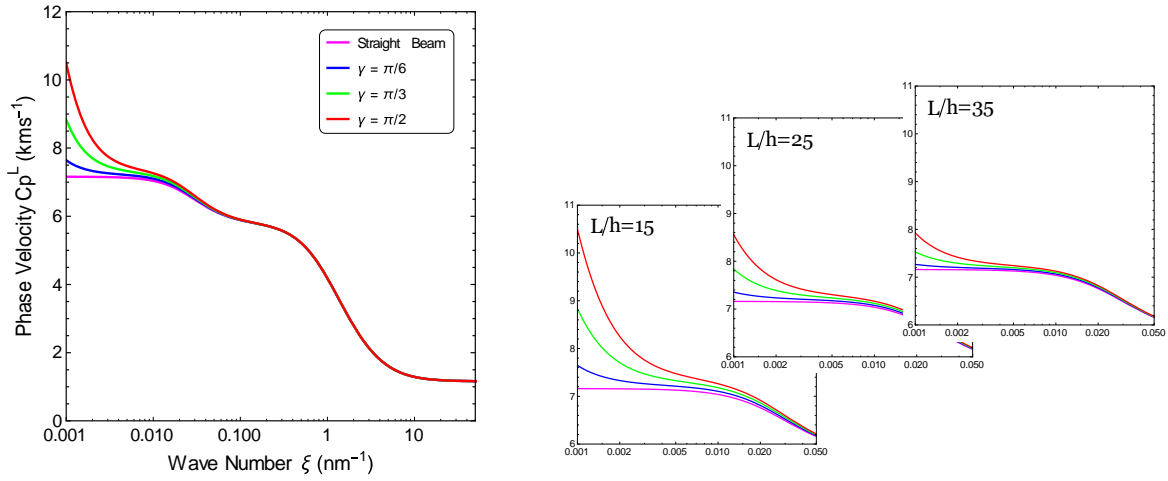 Phase Velocity Cp^L (kms⁻¹)
12
10
8
6
4
2
0
Straight Beam
γ = π/6
γ = π/3
γ = π/2
0.001 0.010 0.100 1 10
Wave Number ξ (nm⁻¹)
L/h=15
11
10
9
8
7
6
0.001 0.002 0.005 0.010 0.020 0.050
L/h=25
11
10
9
8
7
6
0.001 0.002 0.005 0.010 0.020 0.050
L/h=35
11
10
9
8
7
6
0.001 0.002 0.005 0.010 0.020 0.050